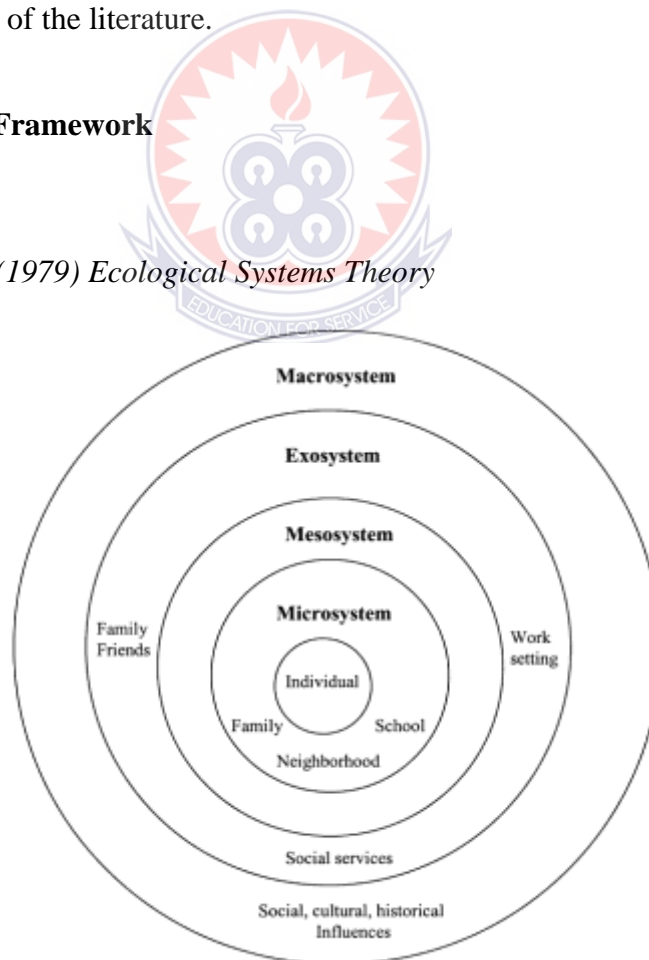 of the literature.
Framework
(1979) Ecological Systems Theory
EDUCATION FOR SERVICE
Macrosystem
Exosystem
Mesosystem
Microsystem
Family
Friends
Work
setting
Individual
Family
School
Neighborhood
Social services
Social, cultural, historical
Influences